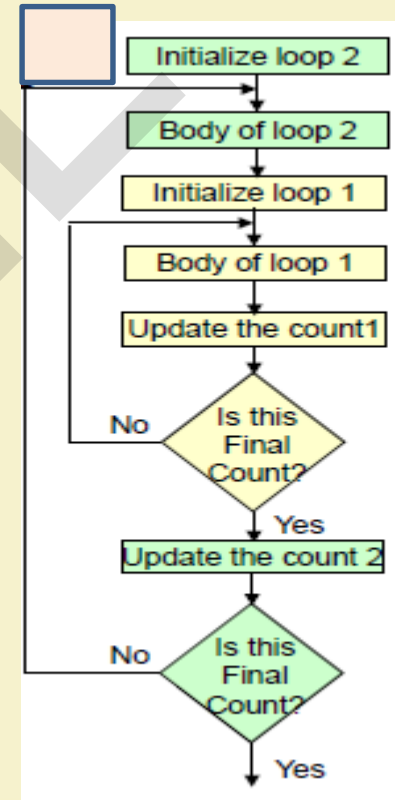 Initialize loop 2
Body of loop 2
Initialize loop 1
Body of loop 1
Update the count1
Is this
Final
Count?
No
Yes
Update the count 2
Is this
Final
Count?
No
Yes